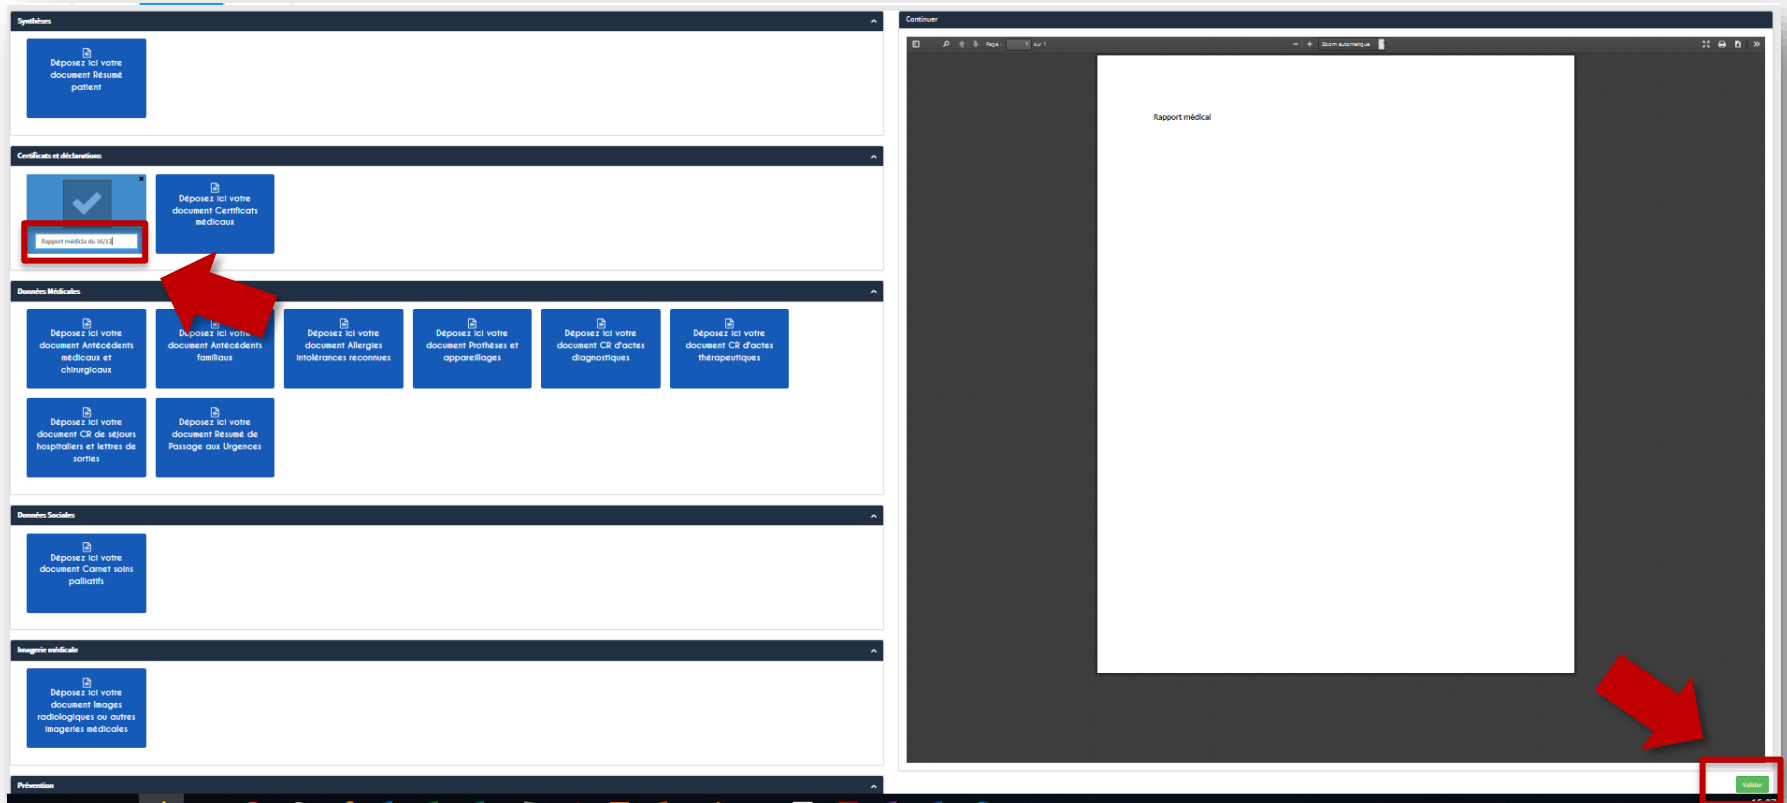 Synthèses
Déposez ici votre
document Résumé
patient
Certificats et déclarations
Rapport médicla du 16/12
Déposez ici votre
document Certificats
médicaux
Données Médicales
Déposez ici votre
document Antécédents
médicaux et
chirurgicaux
Déposez ici votre
document Antécédents
familiaux
Déposez ici votre
document Allergies
intolérances reconnues
Déposez ici votre
document Prothèses et
appareillages
Déposez ici votre
document CR d'actes
diagnostiques
Déposez ici votre
document CR d'actes
thérapeutiques
Déposez ici votre
document CR de séjours
hospitaliers et lettres de
sorties
Déposez ici votre
document Résumé de
Passage aux Urgences
Données Sociales
Déposez ici votre
document Carnet soins
palliatifs
Imagerie médicale
Déposez ici votre
document Images
radiologiques ou autres
imageries médicales
Prévention
Continuer
Page : 1 sur 1
Zoom automatique
Rapport médical
Valider